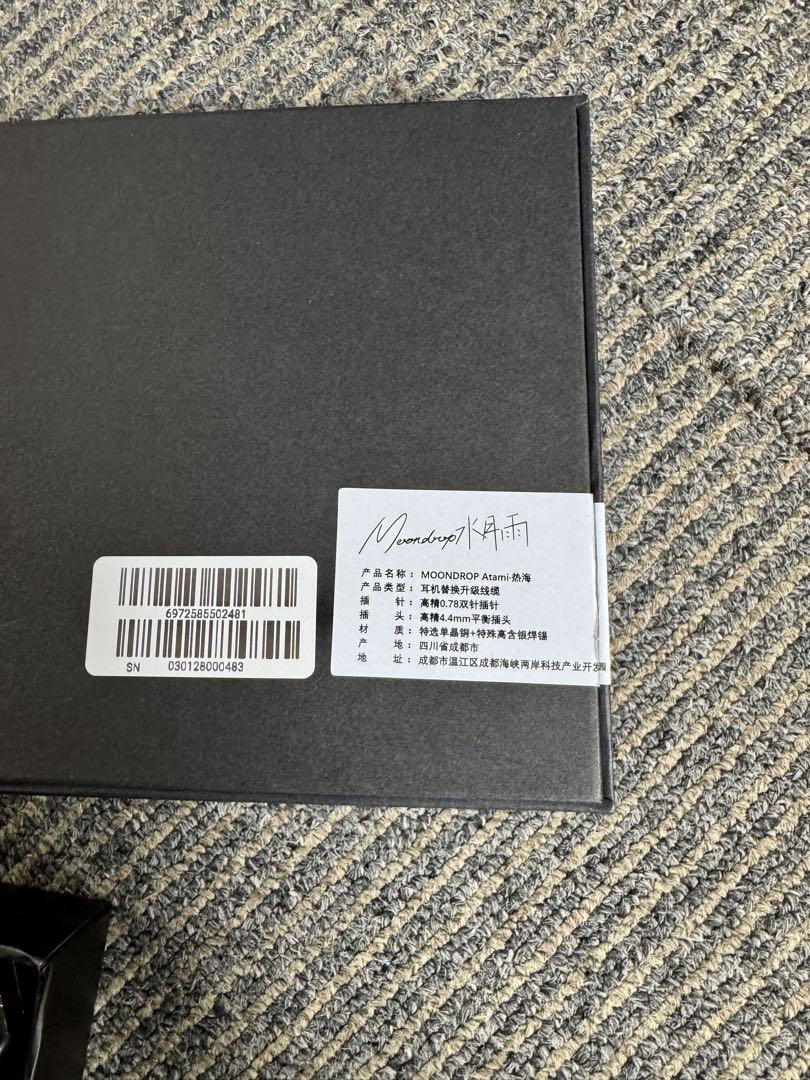 Moondrop水月雨
产品名称：MOONDROP Atami·热海
产品类型：耳机替换升级线缆
插 针：高精0.78双针插针
插 头：高精4.4mm平衡插头
材 质：特选单晶铜+特殊高含银焊锡
产 地：四川省成都市
地 址：成都市温江区成都海峡两岸科技产业开发园
6972585502481
SN 030128000483